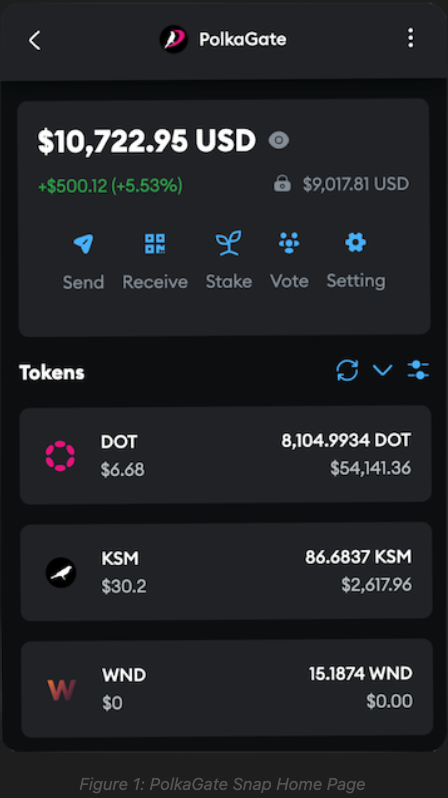 PolkaGate
$10,722.95 USD
+$500.12 (+5.53%) $9,017.81 USD
Send Receive Stake Vote Setting
Tokens
DOT 8,104.9934 DOT
$6.68 $54,141.36
KSM 86.6837 KSM
$30.2 $2,617.96
WND 15.1874 WND
$0 $0.00
Figure 1: PolkaGate Snap Home Page